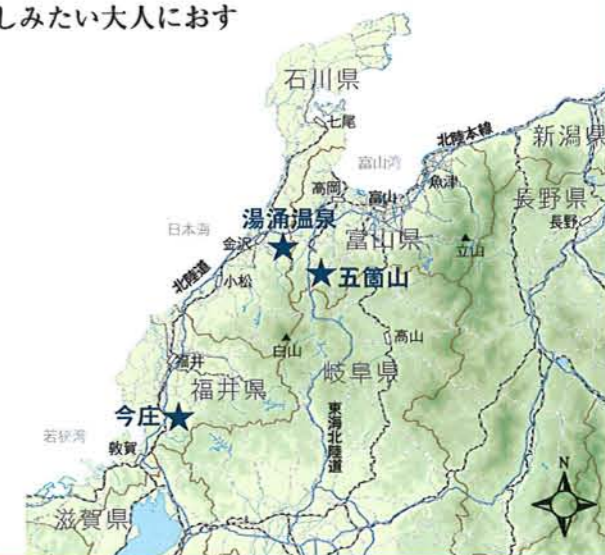 しみたい大人におす
石川県
七尾
北陸本線
新潟県
富山湾
魚津
高岡
富山
長野県
長野
湯涌温泉
日本海
金沢
富山県
立山
北陸道
小松
五箇山
白山
高山
福井
岐阜県
福井県
今庄
東海北陸道
若狭湾
敦賀
N
滋賀県